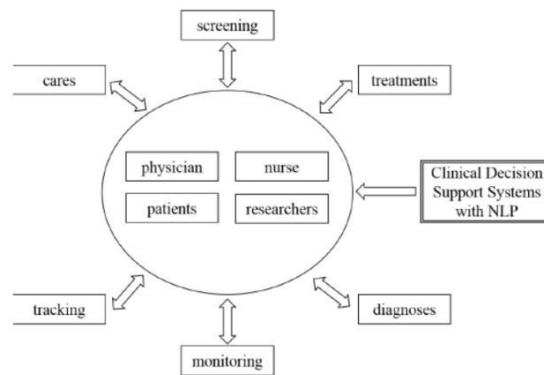 screening
cares
treatments
physician
nurse
Clinical Decision
Support Systems
with NLP
patients
researchers
tracking
diagnoses
monitoring